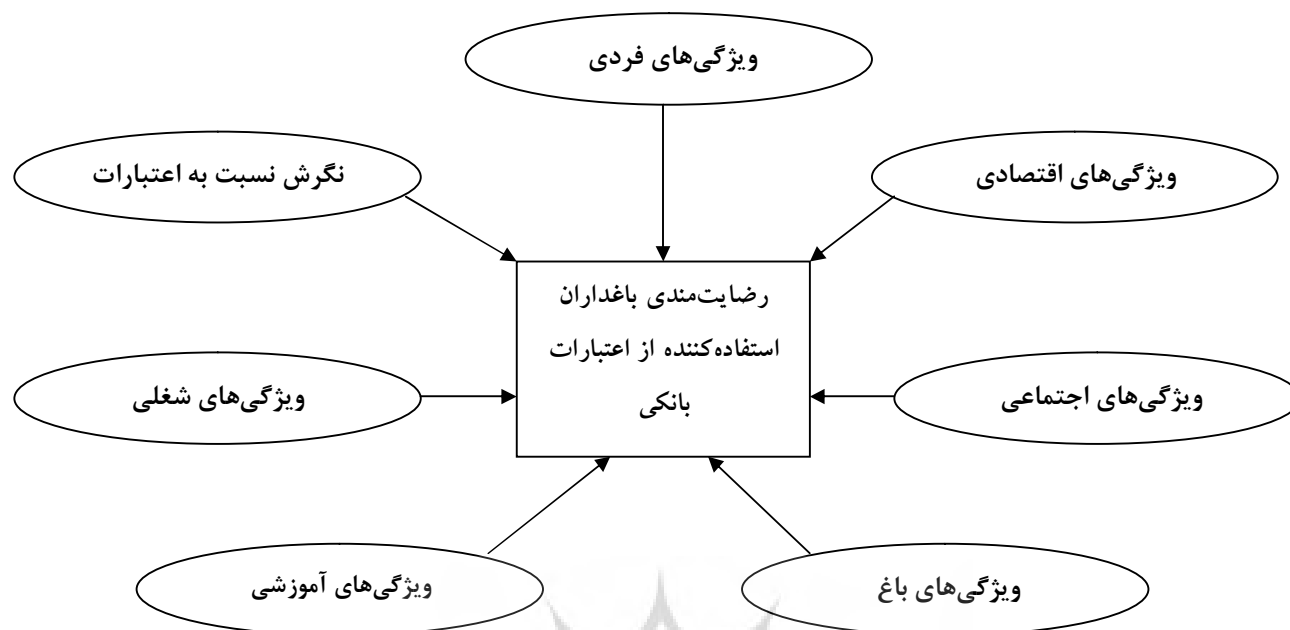 ویژگی‌های فردی
ویژگی‌های اقتصادی
نگرش نسبت به اعتبارات
رضایت‌مندی باغداران
استفاده‌کننده از اعتبارات
بانکی
ویژگی‌های اجتماعی
ویژگی‌های شغلی
ویژگی‌های باغ
ویژگی‌های آموزشی